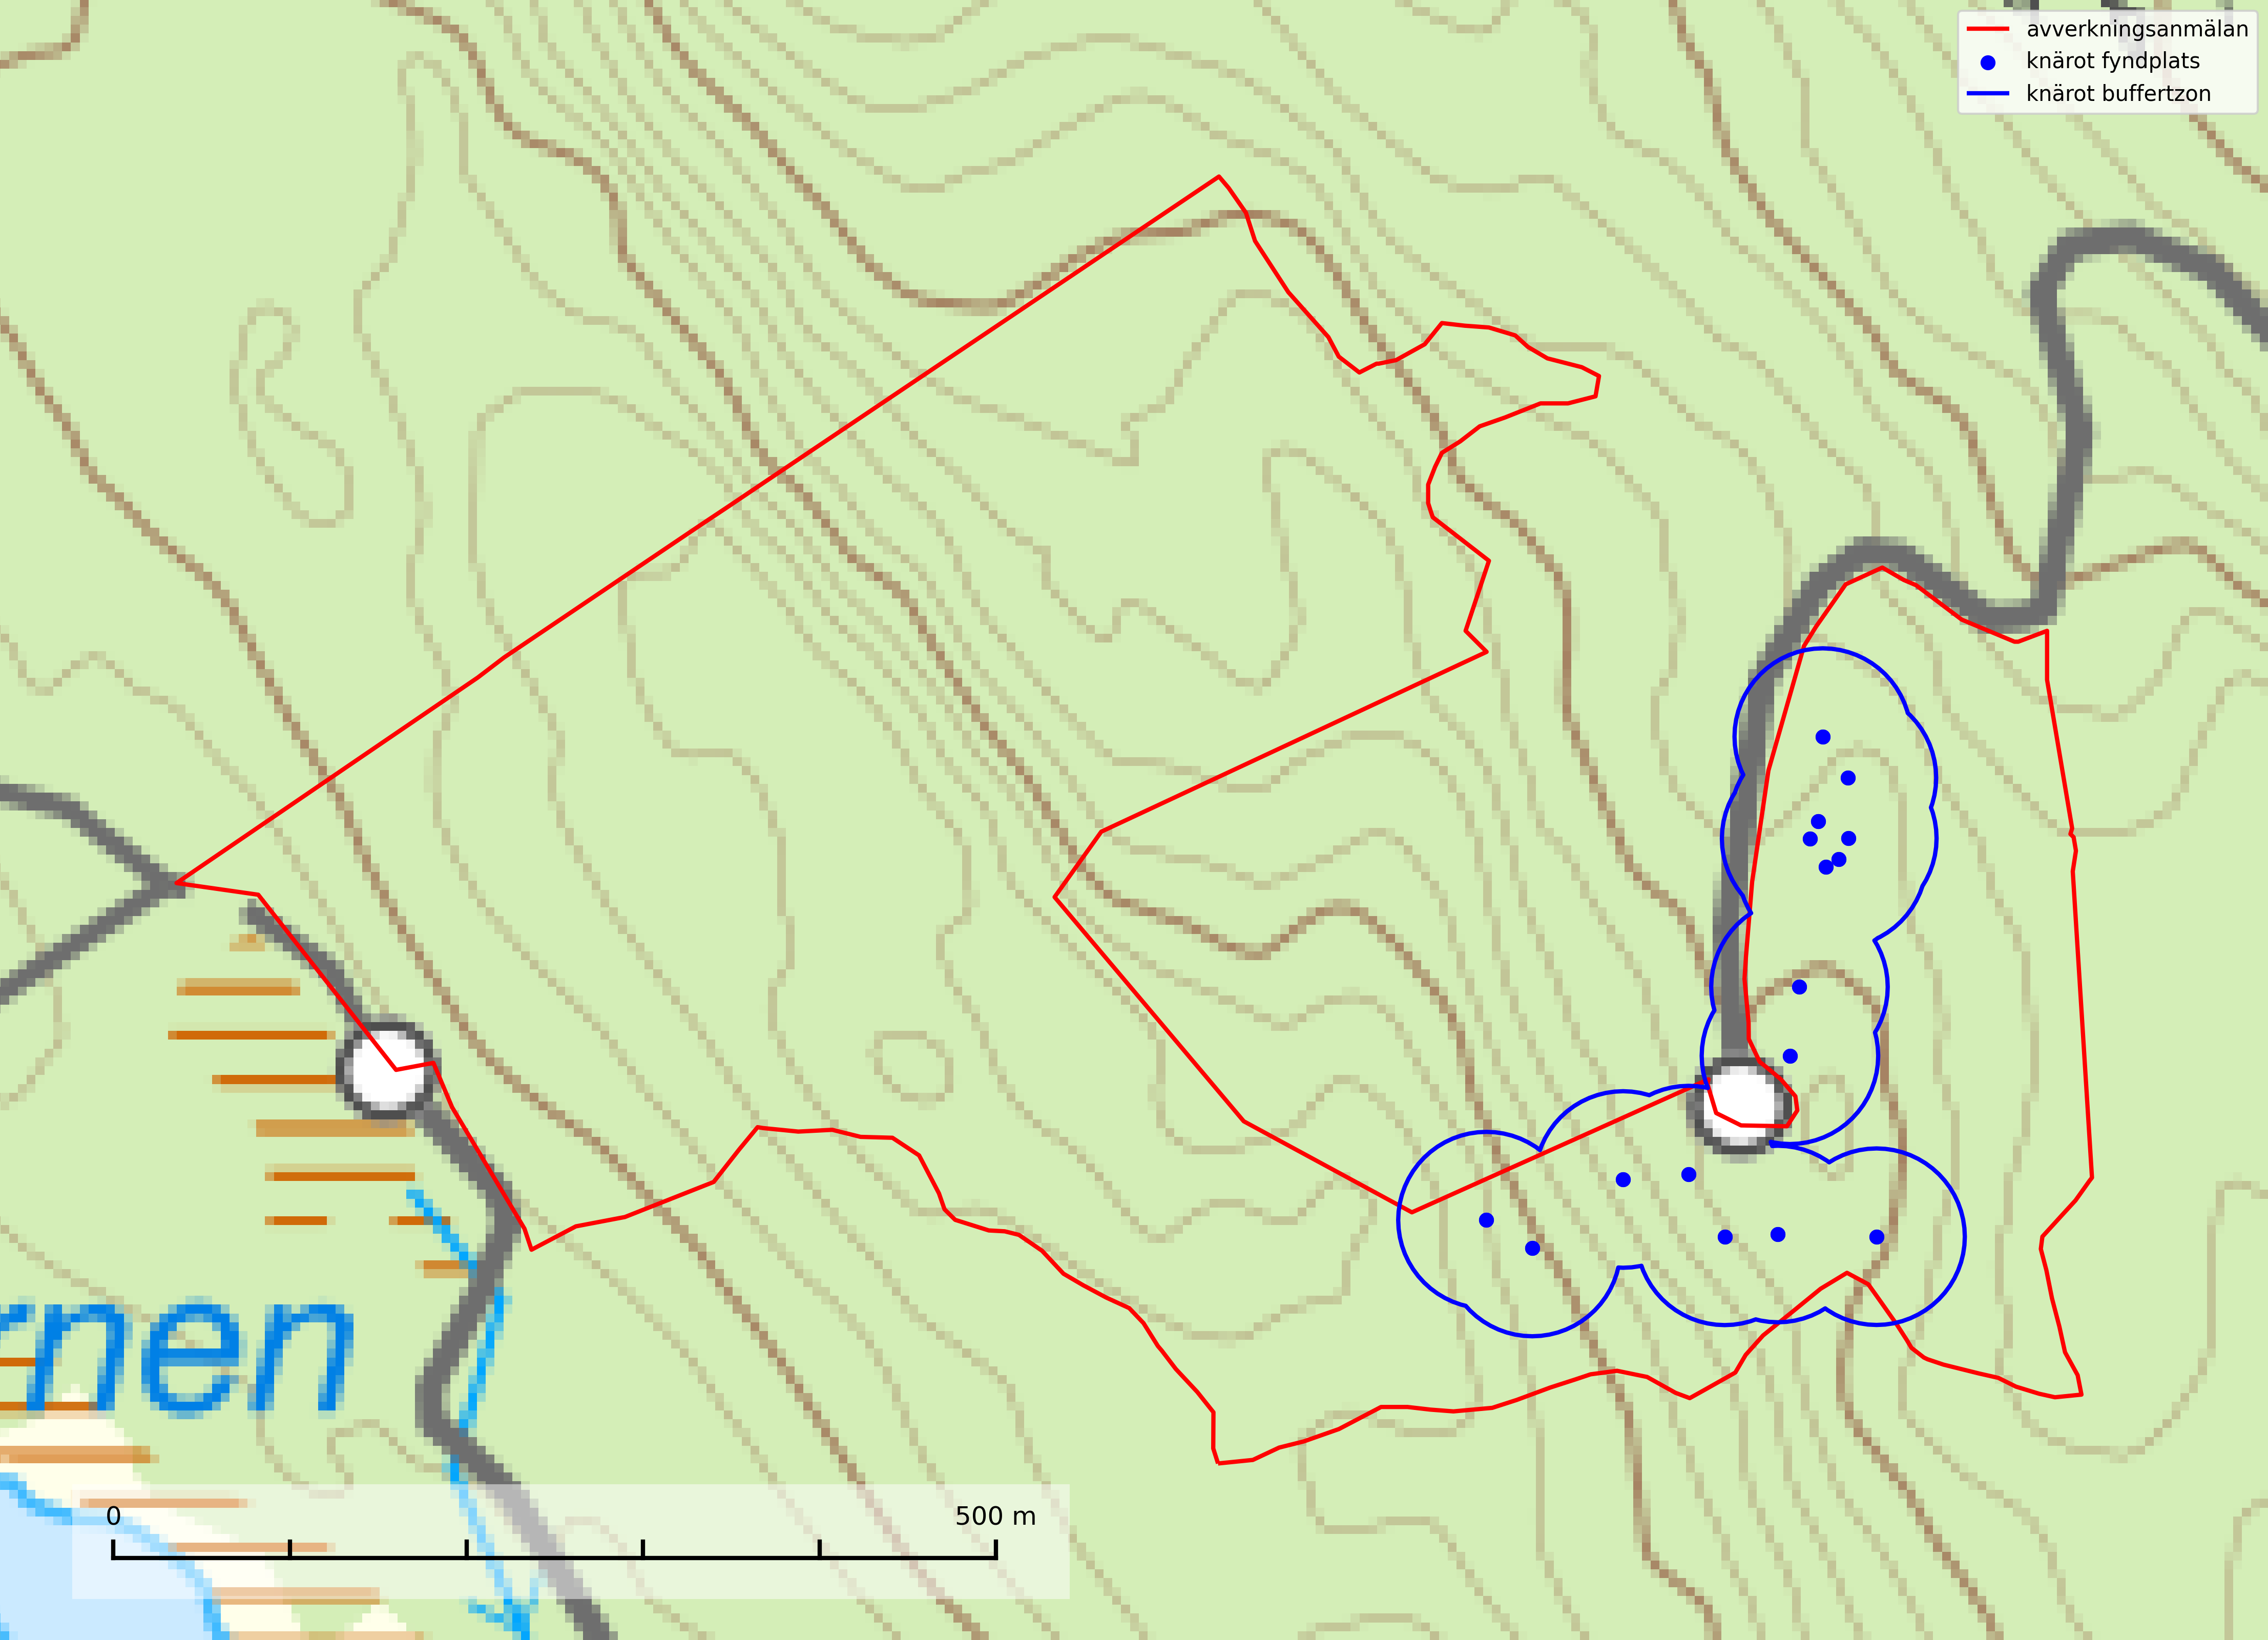 avverkningsanmälan
knärot fyndplats
knärot buffertzon
rnen
0 500 m